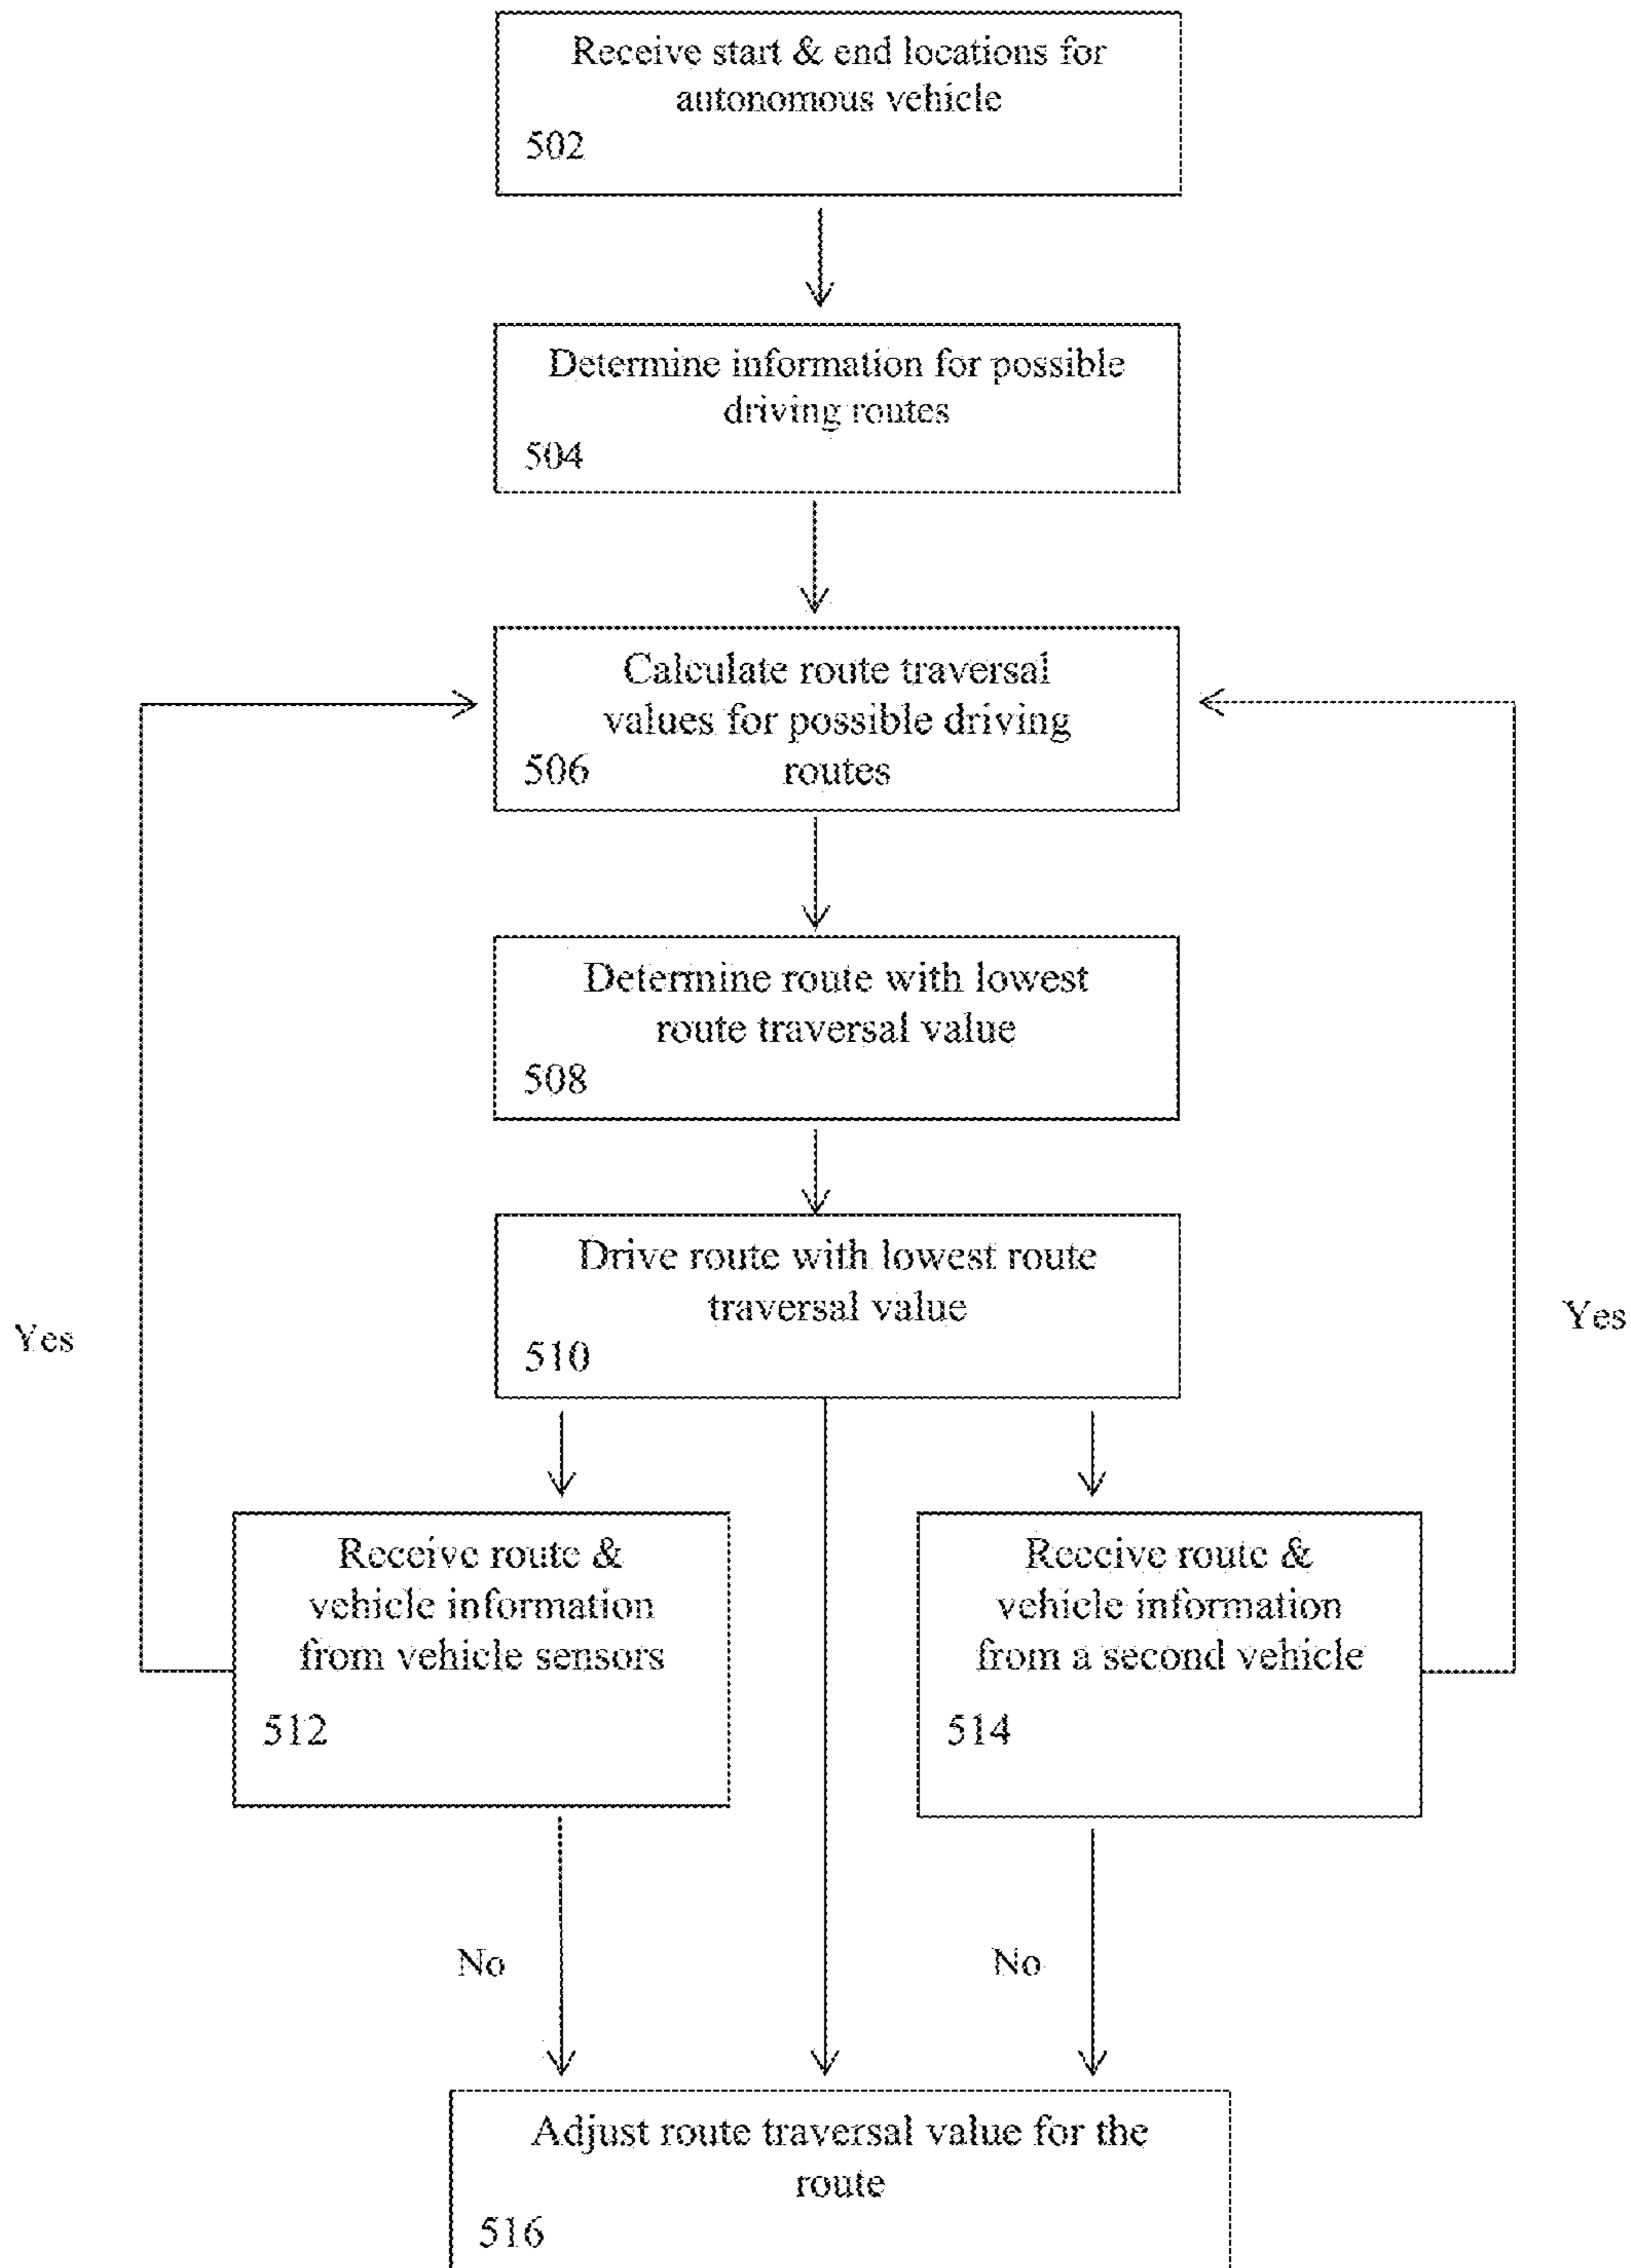 Receive start & end locations for
autonomous vehicle
502
Determine information for possible
driving routes
504
Calculate route traversal
values for possible driving
506 routes
Determine route with lowest
route traversal value
508
Drive route with lowest route
traversal value
510
Yes
Yes
Receive route &
vehicle information
from vehicle sensors
512
Receive route &
vehicle information
from a second vehicle
514
No
No
Adjust route traversal value for the
route
516